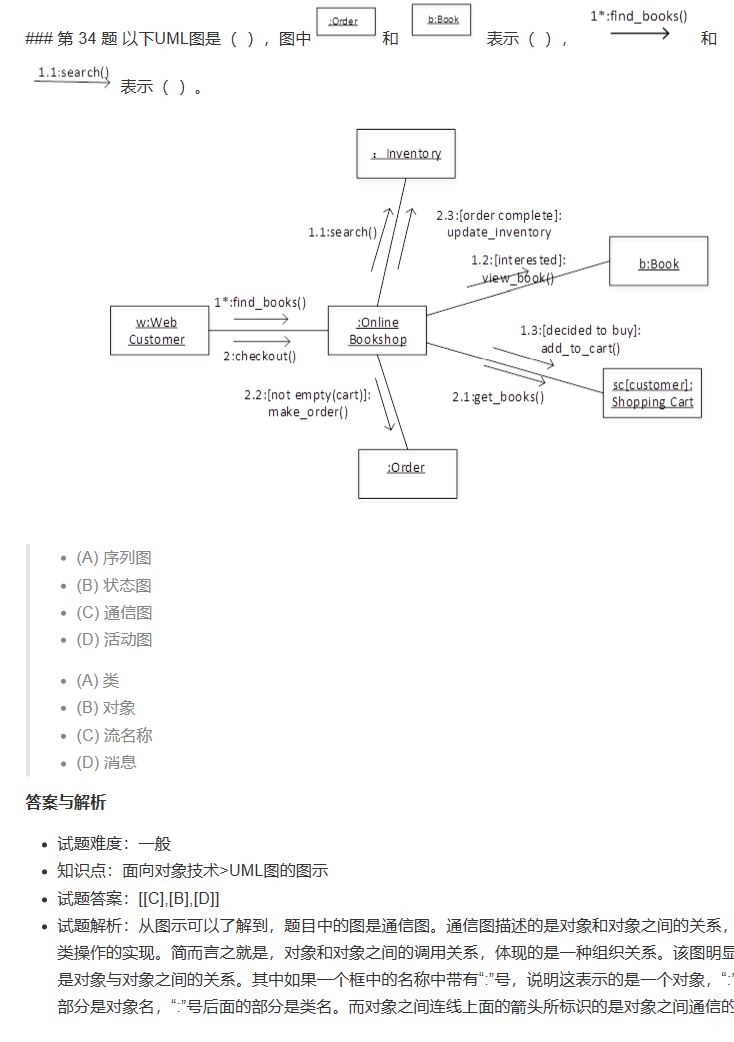 ### 第 34 题 以下UML图是（ ），图中 :Order 和 b:Book 表示（ ）， 1*:find_books() 和
1.1:search() 表示（ ）。
： Inventory
1.1:search()
2.3:[order complete]:
update_inventory
1.2:[interested]:
view_book()
b:Book
1*:find_books()
w:Web
Customer
:Online
Bookshop
2:checkout()
1.3:[decided to buy]:
add_to_cart()
2.2:[not empty(cart)]:
make_order()
2.1:get_books()
sc[customer]:
Shopping Cart
:Order
(A) 序列图
(B) 状态图
(C) 通信图
(D) 活动图
(A) 类
(B) 对象
(C) 流名称
(D) 消息
答案与解析
试题难度：一般
知识点：面向对象技术>UML图的图示
试题答案：[[C],[B],[D]]
试题解析：从图示可以了解到，题目中的图是通信图。通信图描述的是对象和对象之间的关系，
类操作的实现。简而言之就是，对象和对象之间的调用关系，体现的是一种组织关系。该图明显
是对象与对象之间的关系。其中如果一个框中的名称中带有“:”号，说明这表示的是一个对象，“:”
部分是对象名，“:”号后面的部分是类名。而对象之间连线上面的箭头所标识的是对象之间通信的